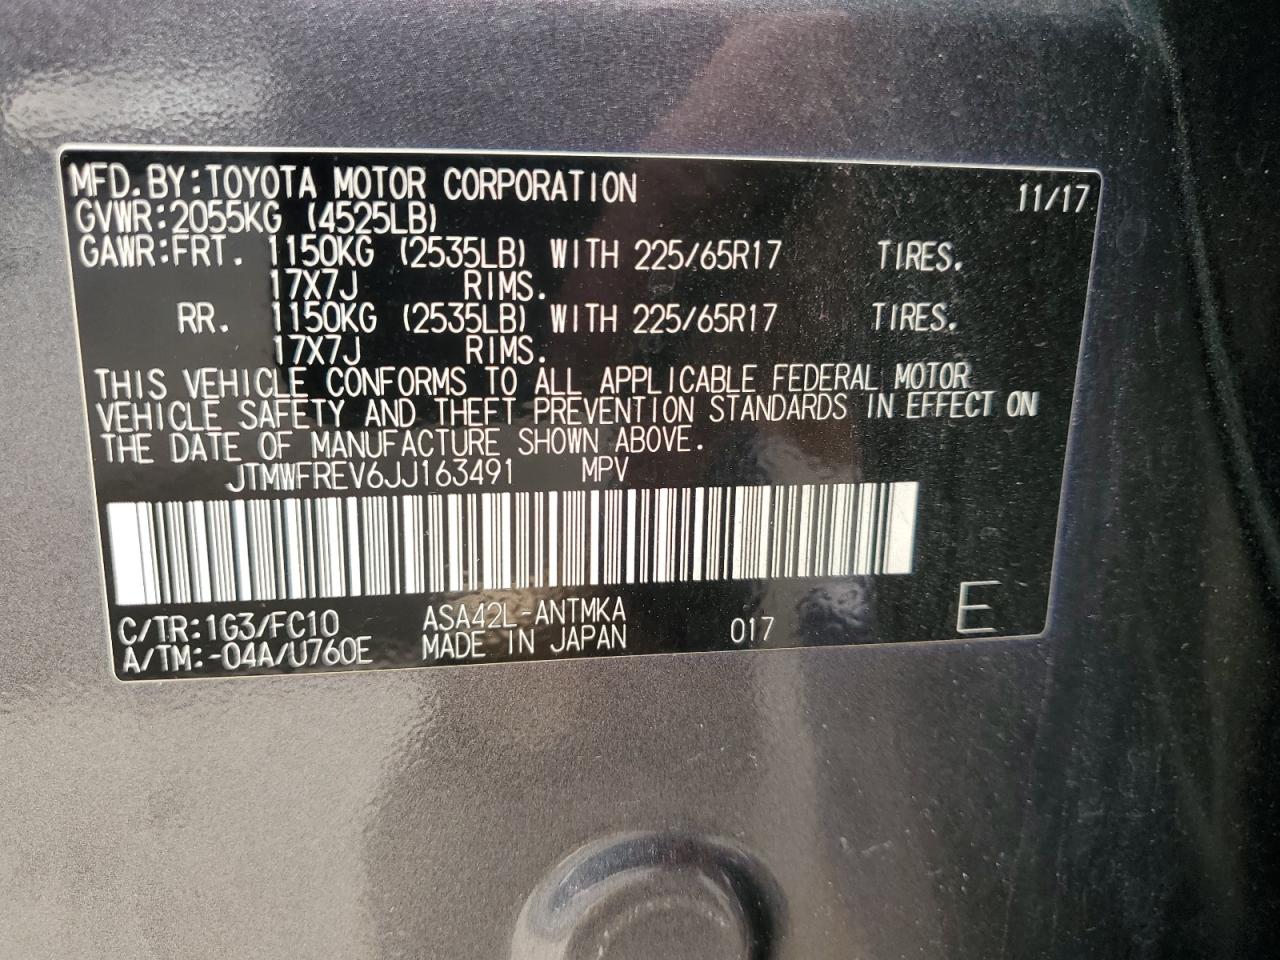 MFD.BY:TOYOTA MOTOR CORPORATION 11/17
GVWR:2055KG (4525LB)
GAWR:FRT. 1150KG (2535LB) WITH 225/65R17 TIRES.
17X7J RIMS.
RR. 1150KG (2535LB) WITH 225/65R17 TIRES.
17X7J RIMS.
THIS VEHICLE CONFORMS TO ALL APPLICABLE FEDERAL MOTOR
VEHICLE SAFETY AND THEFT PREVENTION STANDARDS IN EFFECT ON
THE DATE OF MANUFACTURE SHOWN ABOVE.
JTMWFREV6JJ163491 MPV
C/TR:1G3/FC10 ASA42L-ANTMKA
A/TM:-04A/U760E MADE IN JAPAN 017 E